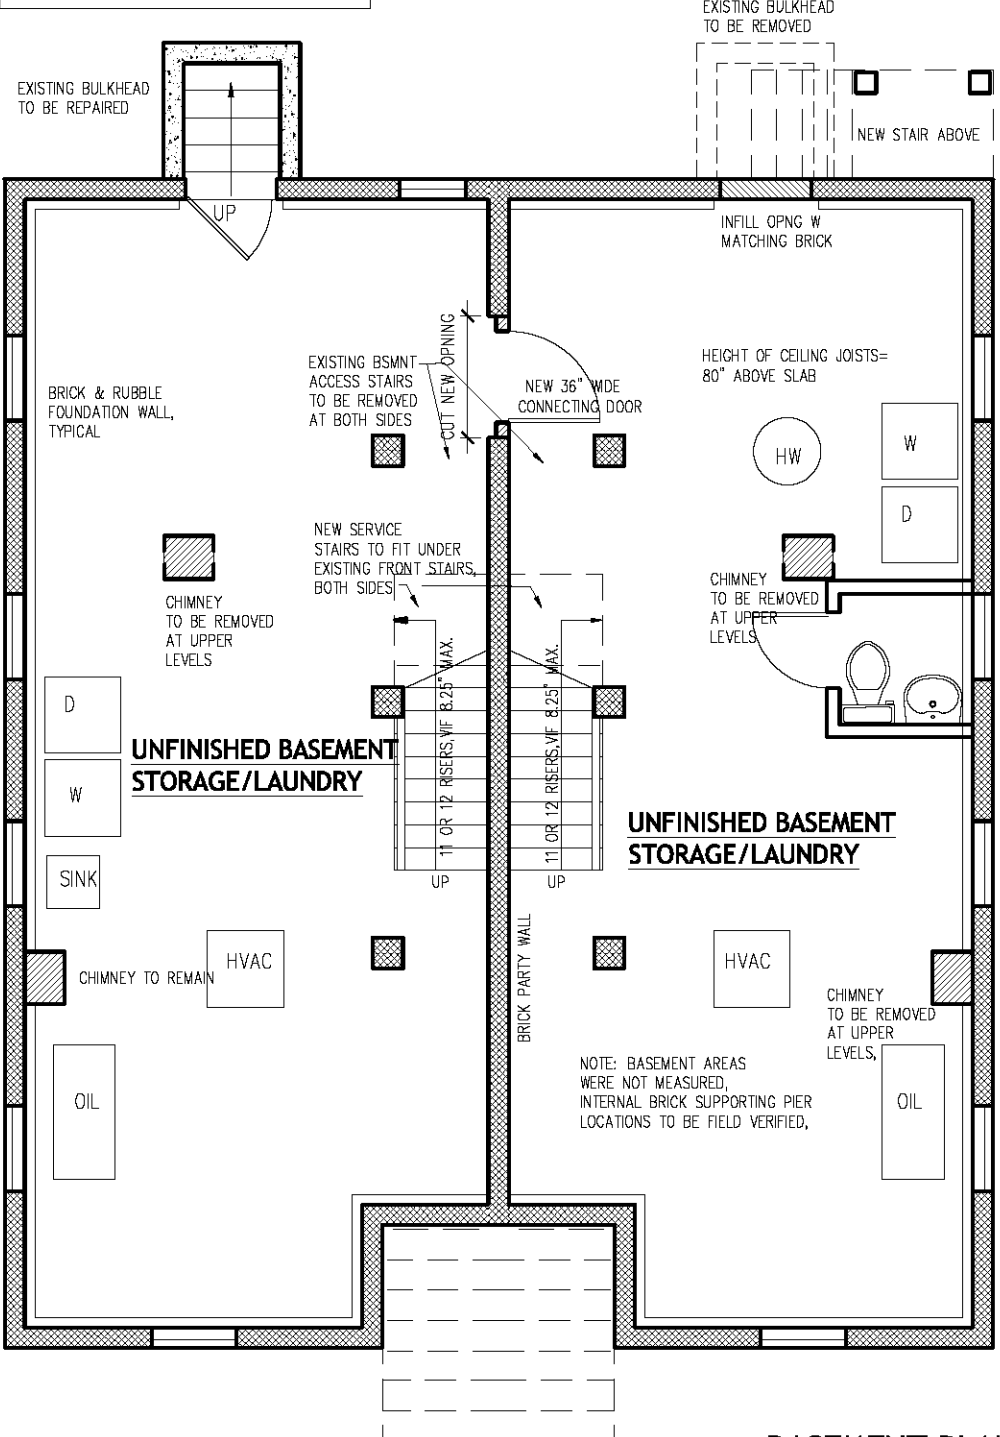 EXISTING BULKHEAD
TO BE REMOVED
EXISTING BULKHEAD
TO BE REPAIRED
NEW STAIR ABOVE
UP
INFILL OPNG W
MATCHING BRICK
CUT NEW OPNING
EXISTING BSMNT
ACCESS STAIRS
TO BE REMOVED
AT BOTH SIDES
NEW 36" WIDE
CONNECTING DOOR
HEIGHT OF CEILING JOISTS=
80" ABOVE SLAB
BRICK & RUBBLE
FOUNDATION WALL,
TYPICAL
HW
W
D
NEW SERVICE
STAIRS TO FIT UNDER
EXISTING FRONT STAIRS,
BOTH SIDES
CHIMNEY
TO BE REMOVED
AT UPPER
LEVELS
CHIMNEY
TO BE REMOVED
AT UPPER
LEVELS
11 OR 12 RISERS,VIF 8.25" MAX.
11 OR 12 RISERS,VIF 8.25" MAX.
D
W
SINK
UNFINISHED BASEMENT
STORAGE/LAUNDRY
UNFINISHED BASEMENT
STORAGE/LAUNDRY
UP
UP
BRICK PARTY WALL
HVAC
HVAC
CHIMNEY TO REMAIN
CHIMNEY
TO BE REMOVED
AT UPPER
LEVELS,
OIL
OIL
NOTE: BASEMENT AREAS
WERE NOT MEASURED,
INTERNAL BRICK SUPPORTING PIER
LOCATIONS TO BE FIELD VERIFIED,